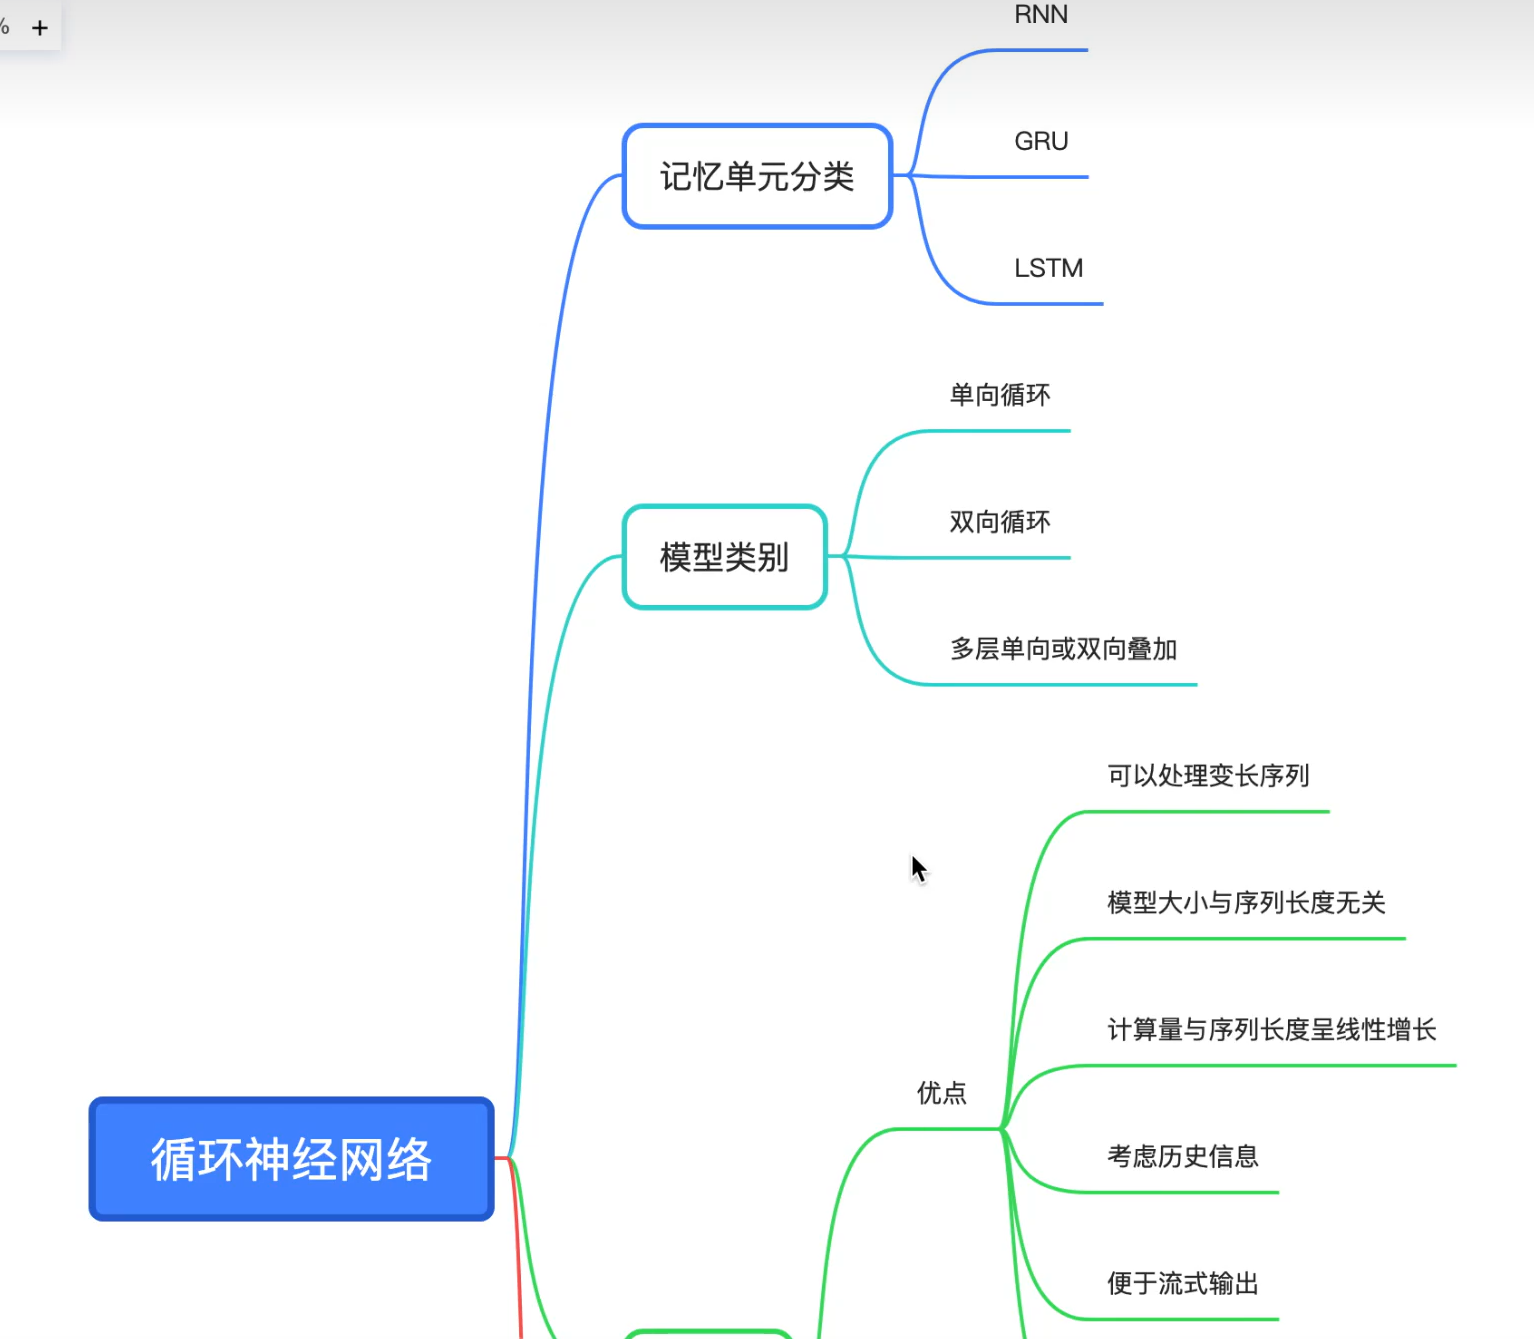 %  +
RNN
GRU
记忆单元分类
LSTM
单向循环
双向循环
模型类别
多层单向或双向叠加
可以处理变长序列
模型大小与序列长度无关
计算量与序列长度呈线性增长
优点
循环神经网络
考虑历史信息
便于流式输出